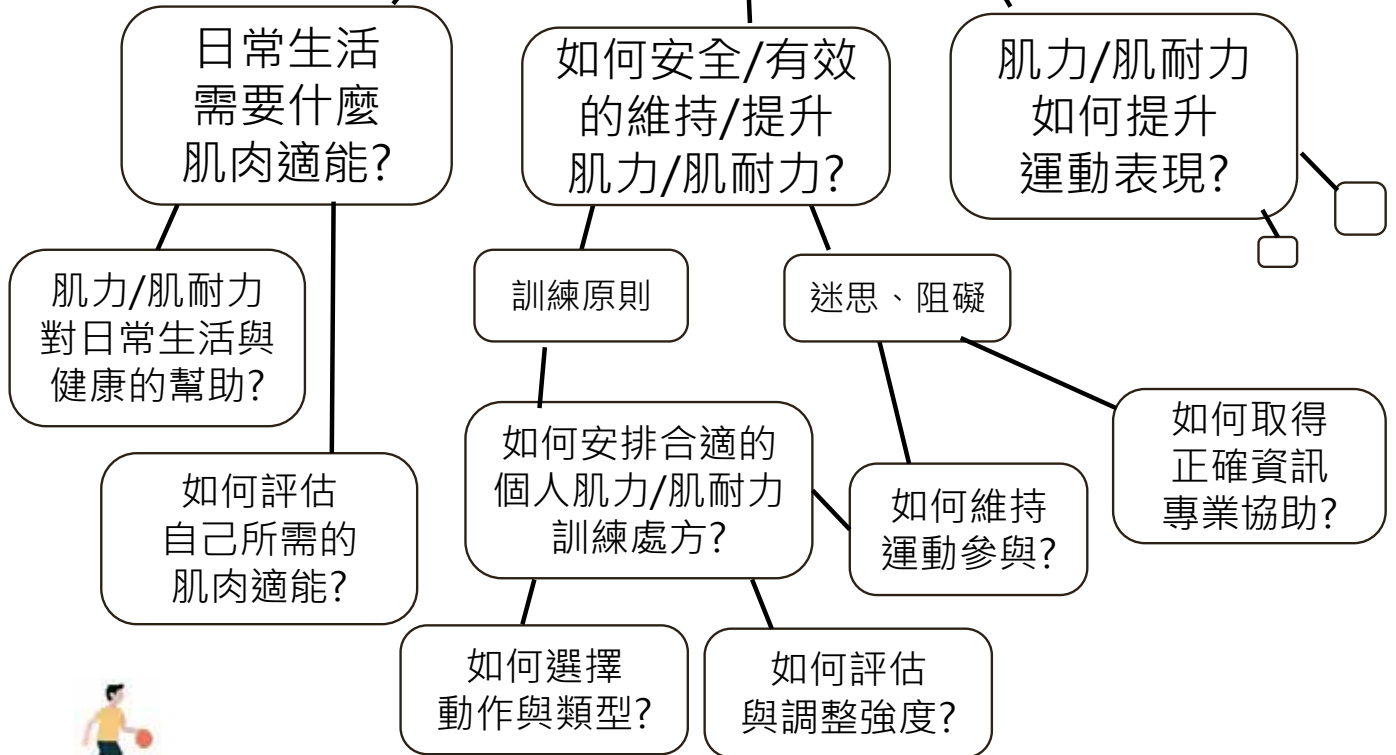 日常生活
需要什麼
肌肉適能?
如何安全/有效
的維持/提升
肌力/肌耐力?
肌力/肌耐力
如何提升
運動表現?
肌力/肌耐力
對日常生活與
健康的幫助?
訓練原則
迷思、阻礙
如何評估
自己所需的
肌肉適能?
如何安排合適的
個人肌力/肌耐力
訓練處方?
如何維持
運動參與?
如何取得
正確資訊
專業協助?
如何選擇
動作與類型?
如何評估
與調整強度?